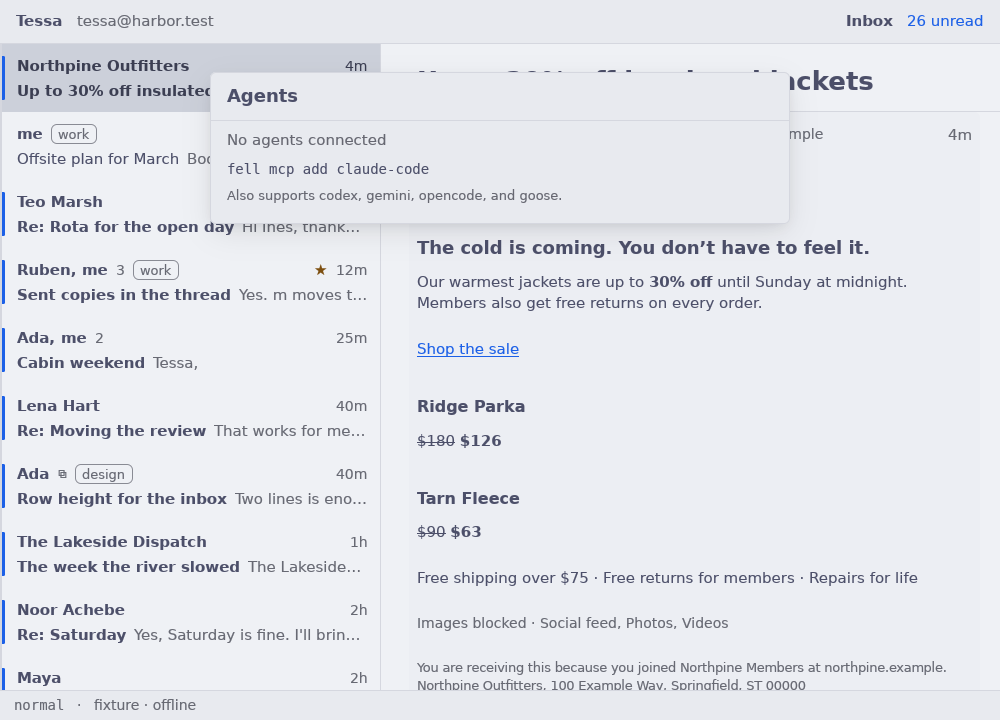 Tessa tessa@harbor.test Inbox 26 unread
Northpine Outfitters 4m
Up to 30% off insulated
me work
Offsite plan for March
Teo Marsh
Re: Rota for the open day Hi Ines, thank…
Ruben, me 3 work ★ 12m
Sent copies in the thread Yes. m moves t…
Ada, me 2 25m
Cabin weekend Tessa,
Lena Hart 40m
Re: Moving the review That works for me…
Ada design 40m
Row height for the inbox Two lines is eno…
The Lakeside Dispatch 1h
The week the river slowed The Lakeside…
Noor Achebe 2h
Re: Saturday Yes, Saturday is fine. I'll brin…
Maya 2h
Agents
No agents connected
fell mcp add claude-code
Also supports codex, gemini, opencode, and goose.
4m
The cold is coming. You don’t have to feel it.
Our warmest jackets are up to 30% off until Sunday at midnight.
Members also get free returns on every order.
Shop the sale
Ridge Parka
$180 $126
Tarn Fleece
$90 $63
Free shipping over $75 · Free returns for members · Repairs for life
Images blocked · Social feed, Photos, Videos
You are receiving this because you joined Northpine Members at northpine.example.
Northpine Outfitters, 100 Example Way, Springfield, ST 00000
normal · fixture · offline